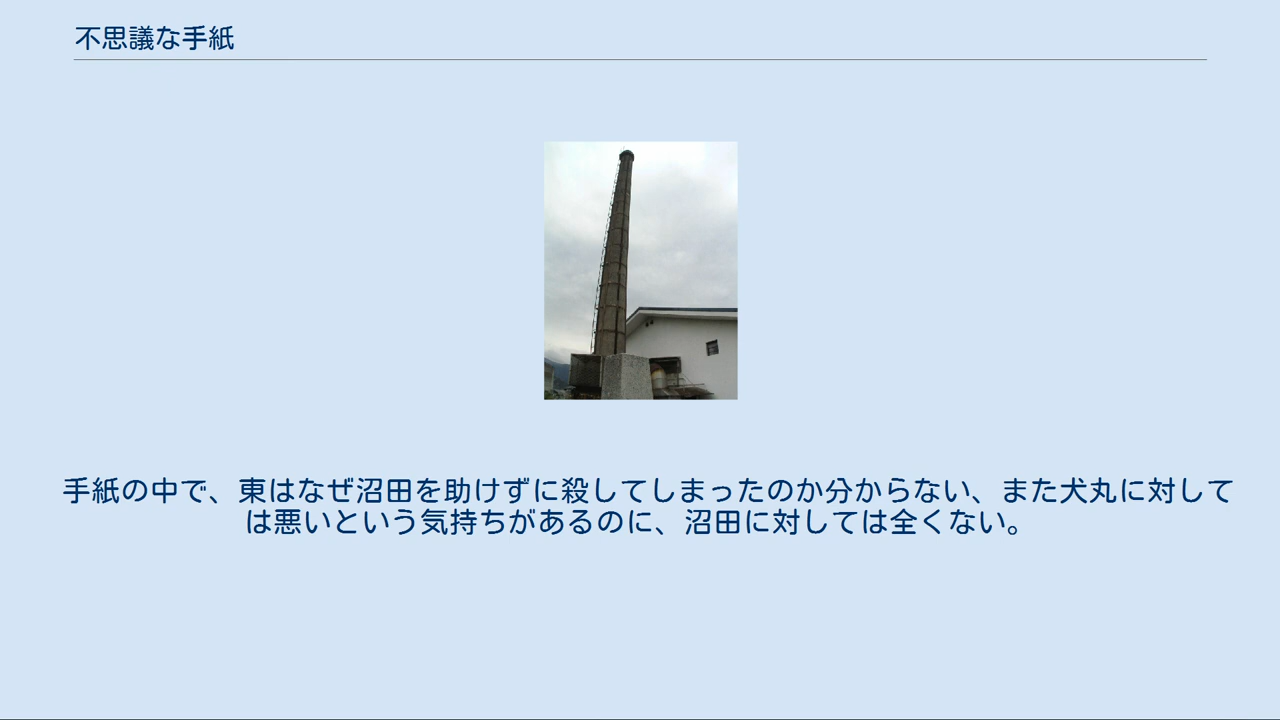 不思議な手紙
手紙の中で、東はなぜ沼田を助けずに殺してしまったのか分からない、また犬丸に対して
は悪いという気持ちがあるのに、沼田に対しては全くない。